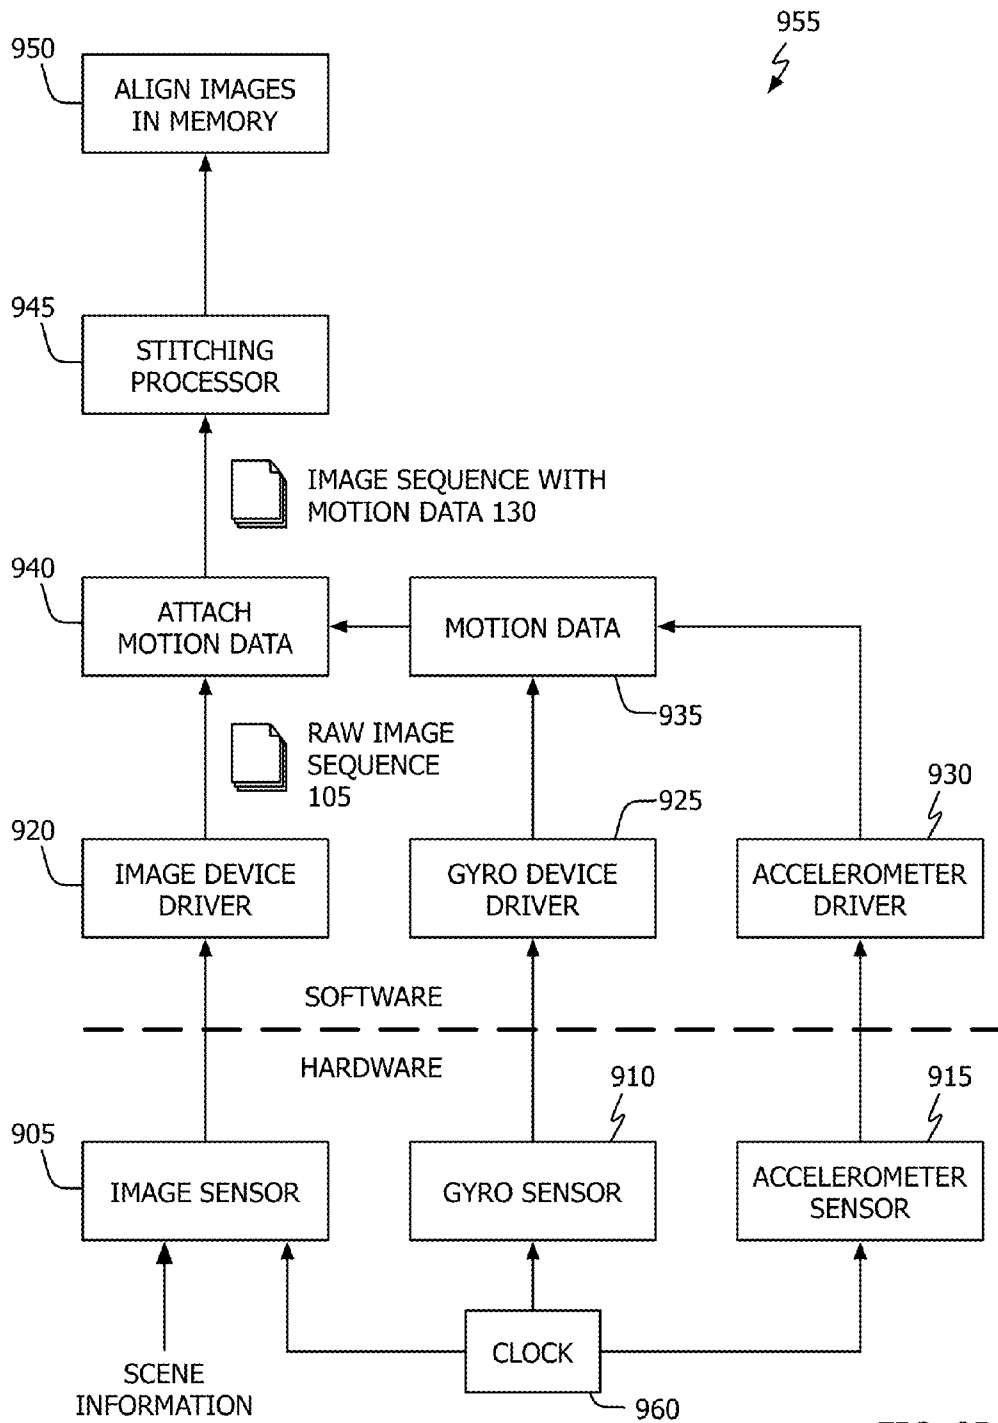 955
950
ALIGN IMAGES
IN MEMORY
945
STITCHING
PROCESSOR
IMAGE SEQUENCE WITH
MOTION DATA 130
940
ATTACH
MOTION DATA
MOTION DATA
935
RAW IMAGE
SEQUENCE
105
920
IMAGE DEVICE
DRIVER
925
GYRO DEVICE
DRIVER
930
ACCELEROMETER
DRIVER
SOFTWARE
HARDWARE
905
IMAGE SENSOR
910
GYRO SENSOR
915
ACCELEROMETER
SENSOR
CLOCK
960
SCENE
INFORMATION